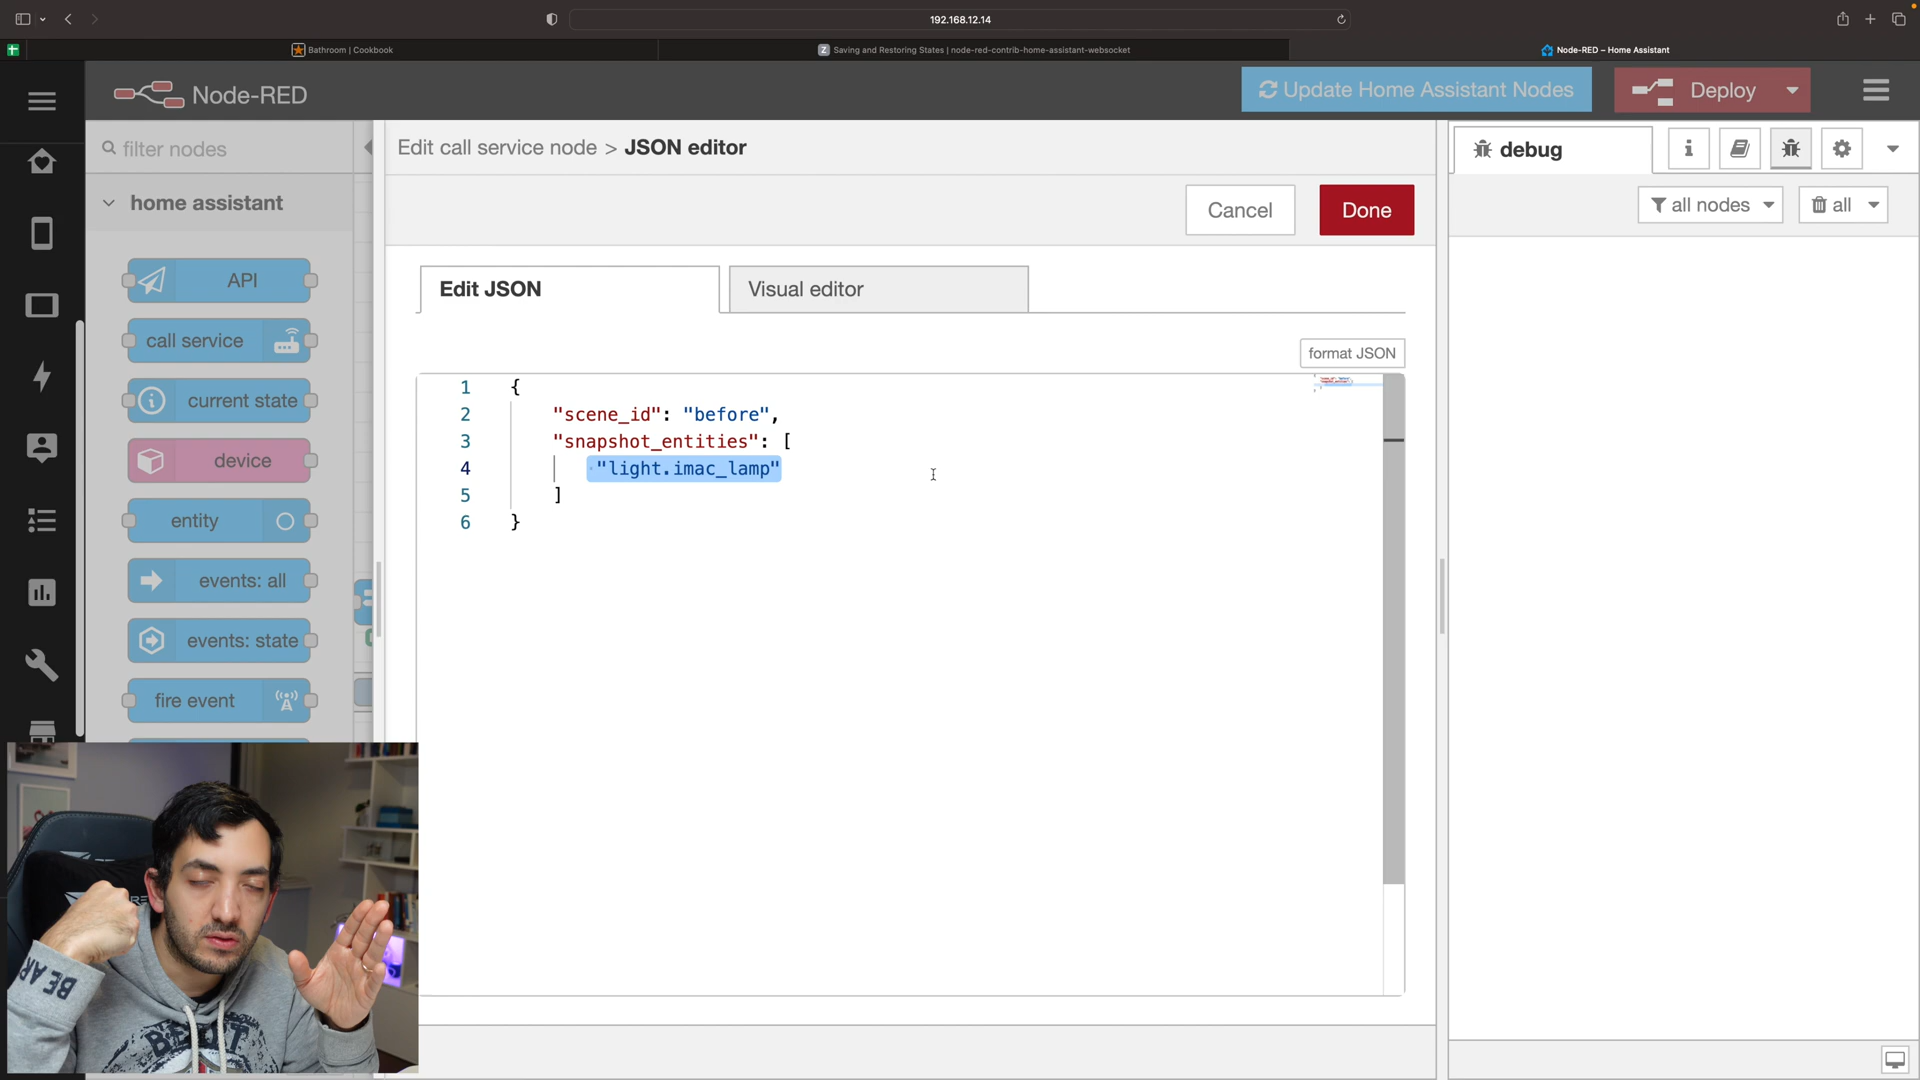 192.168.12.14
Bathroom | Cookbook
Saving and Restoring States | node-red-contrib-home-assistant-websocket
Node-RED – Home Assistant
Node-RED
Update Home Assistant Nodes
Deploy
filter nodes
Edit call service node > JSON editor
debug
home assistant
Cancel
Done
all nodes
all
API
Edit JSON
Visual editor
call service
format JSON
current state
device
entity
events: all
events: state
fire event
1 {
2 "scene_id": "before",
3 "snapshot_entities": [
4 "light.imac_lamp"
5 ]
6 }
BEAR